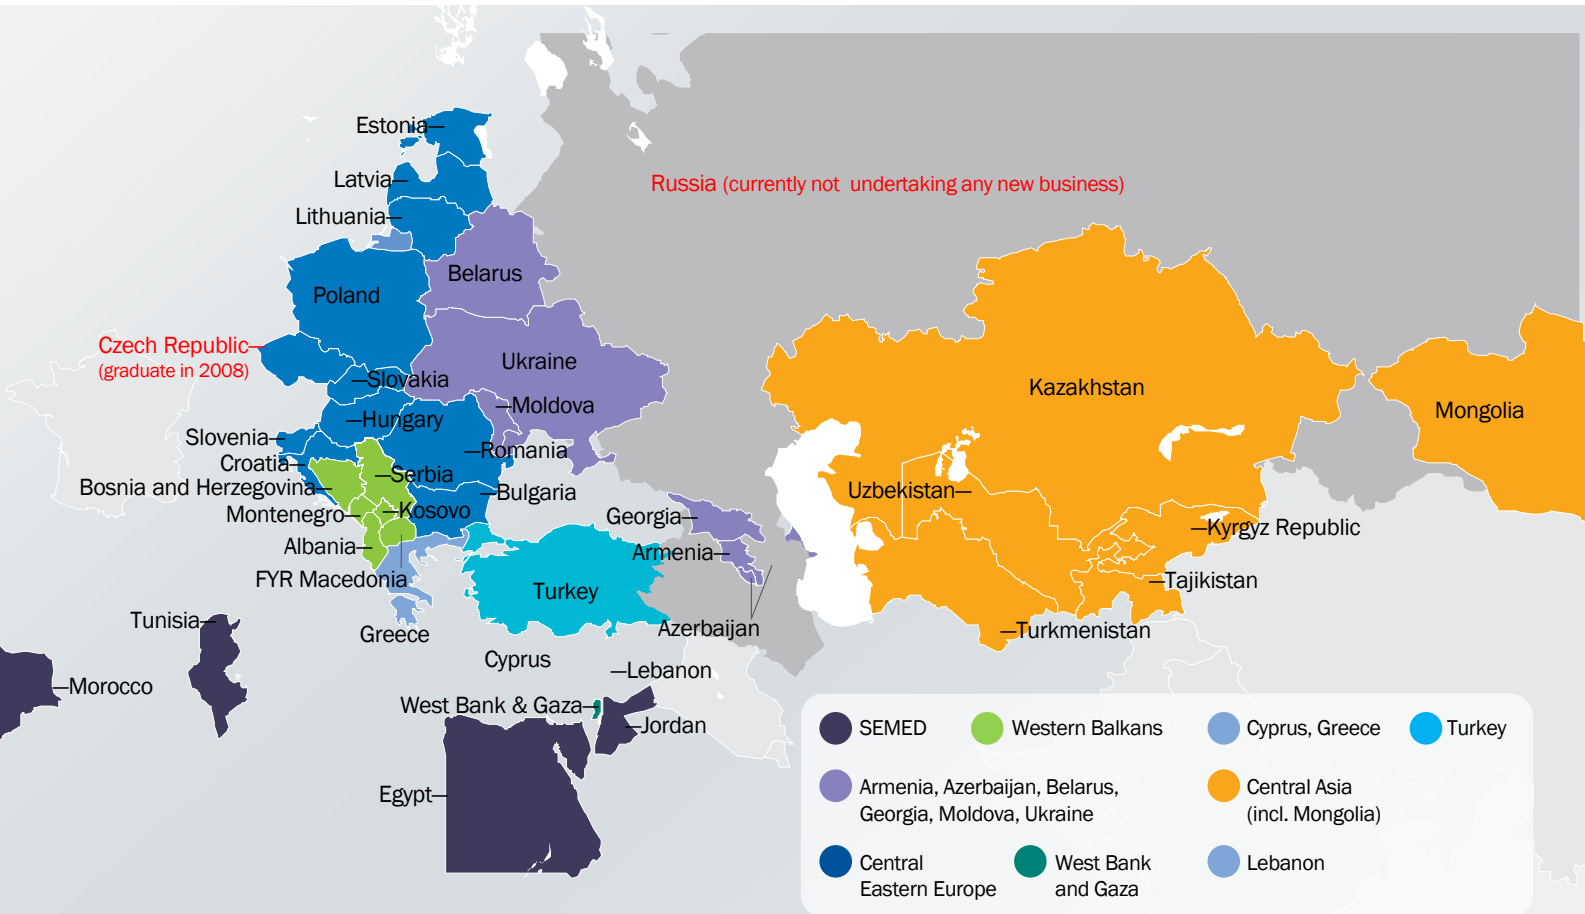 Estonia
Latvia
Russia (currently not undertaking any new business)
Lithuania
Belarus
Poland
Czech Republic
(graduate in 2008)
Ukraine
Slovakia
Kazakhstan
Moldova
Mongolia
Hungary
Slovenia
Romania
Croatia
Serbia
Bosnia and Herzegovina
Bulgaria
Uzbekistan
Kosovo
Montenegro
Georgia
Kyrgyz Republic
Albania
Armenia
FYR Macedonia
Tajikistan
Turkey
Tunisia
Azerbaijan
Turkmenistan
Greece
Cyprus
Lebanon
Morocco
West Bank & Gaza
Jordan
Egypt
SEMED
Western Balkans
Cyprus, Greece
Turkey
Armenia, Azerbaijan, Belarus,
Georgia, Moldova, Ukraine
Central Asia
(incl. Mongolia)
Central
Eastern Europe
West Bank
and Gaza
Lebanon